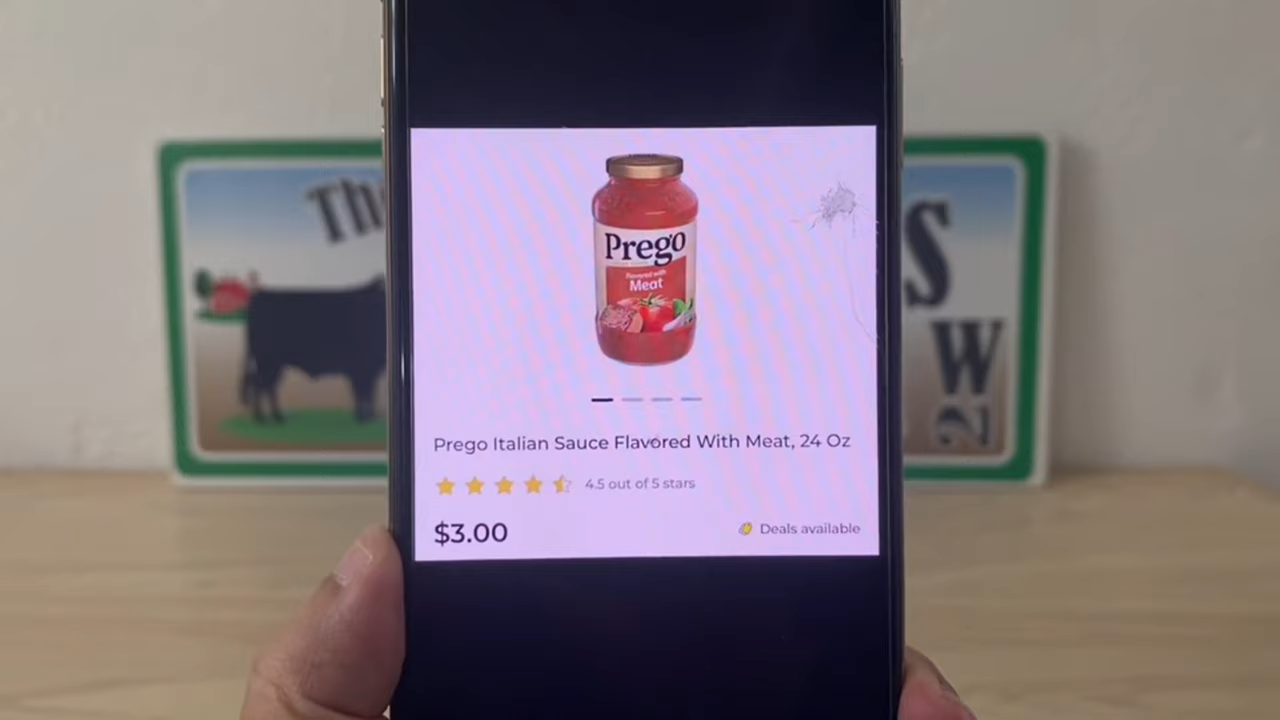 Th
S
W
Prego
Flavored with
Meat
Prego Italian Sauce Flavored With Meat, 24 Oz
4.5 out of 5 stars
$3.00
Deals available